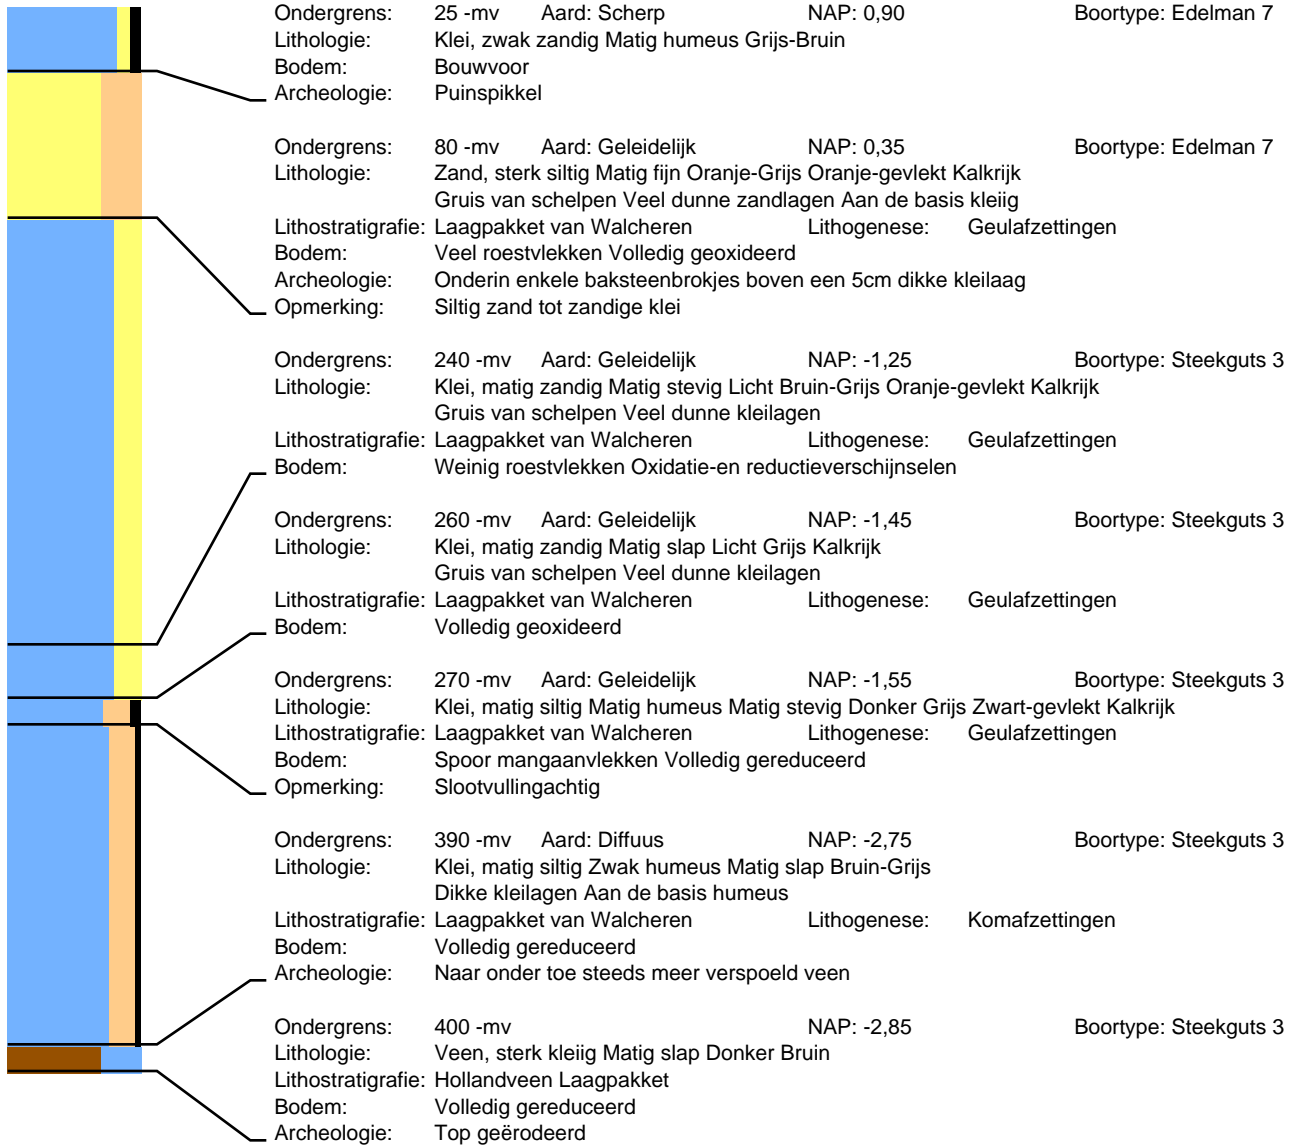 Ondergrens: 25 -mv Aard: Scherp NAP: 0,90 Boortype: Edelman 7
Lithologie: Klei, zwak zandig Matig humeus Grijs-Bruin
Bodem: Bouwvoor
Archeologie: Puinspikkel
Ondergrens: 80 -mv Aard: Geleidelijk NAP: 0,35 Boortype: Edelman 7
Lithologie: Zand, sterk siltig Matig fijn Oranje-Grijs Oranje-gevlekt Kalkrijk
Gruis van schelpen Veel dunne zandlagen Aan de basis kleiig
Lithostratigrafie: Laagpakket van Walcheren Lithogenese: Geulafzettingen
Bodem: Veel roestvlekken Volledig geoxideerd
Archeologie: Onderin enkele baksteenbrokjes boven een 5cm dikke kleilaag
Opmerking: Siltig zand tot zandige klei
Ondergrens: 240 -mv Aard: Geleidelijk NAP: -1,25 Boortype: Steekguts 3
Lithologie: Klei, matig zandig Matig stevig Licht Bruin-Grijs Oranje-gevlekt Kalkrijk
Gruis van schelpen Veel dunne kleilagen
Lithostratigrafie: Laagpakket van Walcheren Lithogenese: Geulafzettingen
Bodem: Weinig roestvlekken Oxidatie-en reductieverschijnselen
Ondergrens: 260 -mv Aard: Geleidelijk NAP: -1,45 Boortype: Steekguts 3
Lithologie: Klei, matig zandig Matig slap Licht Grijs Kalkrijk
Gruis van schelpen Veel dunne kleilagen
Lithostratigrafie: Laagpakket van Walcheren Lithogenese: Geulafzettingen
Bodem: Volledig geoxideerd
Ondergrens: 270 -mv Aard: Geleidelijk NAP: -1,55 Boortype: Steekguts 3
Lithologie: Klei, matig siltig Matig humeus Matig stevig Donker Grijs Zwart-gevlekt Kalkrijk
Lithostratigrafie: Laagpakket van Walcheren Lithogenese: Geulafzettingen
Bodem: Spoor mangaanvlekken Volledig gereduceerd
Opmerking: Slootvullingachtig
Ondergrens: 390 -mv Aard: Diffuus NAP: -2,75 Boortype: Steekguts 3
Lithologie: Klei, matig siltig Zwak humeus Matig slap Bruin-Grijs
Dikke kleilagen Aan de basis humeus
Lithostratigrafie: Laagpakket van Walcheren Lithogenese: Komafzettingen
Bodem: Volledig gereduceerd
Archeologie: Naar onder toe steeds meer verspoeld veen
Ondergrens: 400 -mv NAP: -2,85 Boortype: Steekguts 3
Lithologie: Veen, sterk kleiig Matig slap Donker Bruin
Lithostratigrafie: Hollandveen Laagpakket
Bodem: Volledig gereduceerd
Archeologie: Top geërodeerd